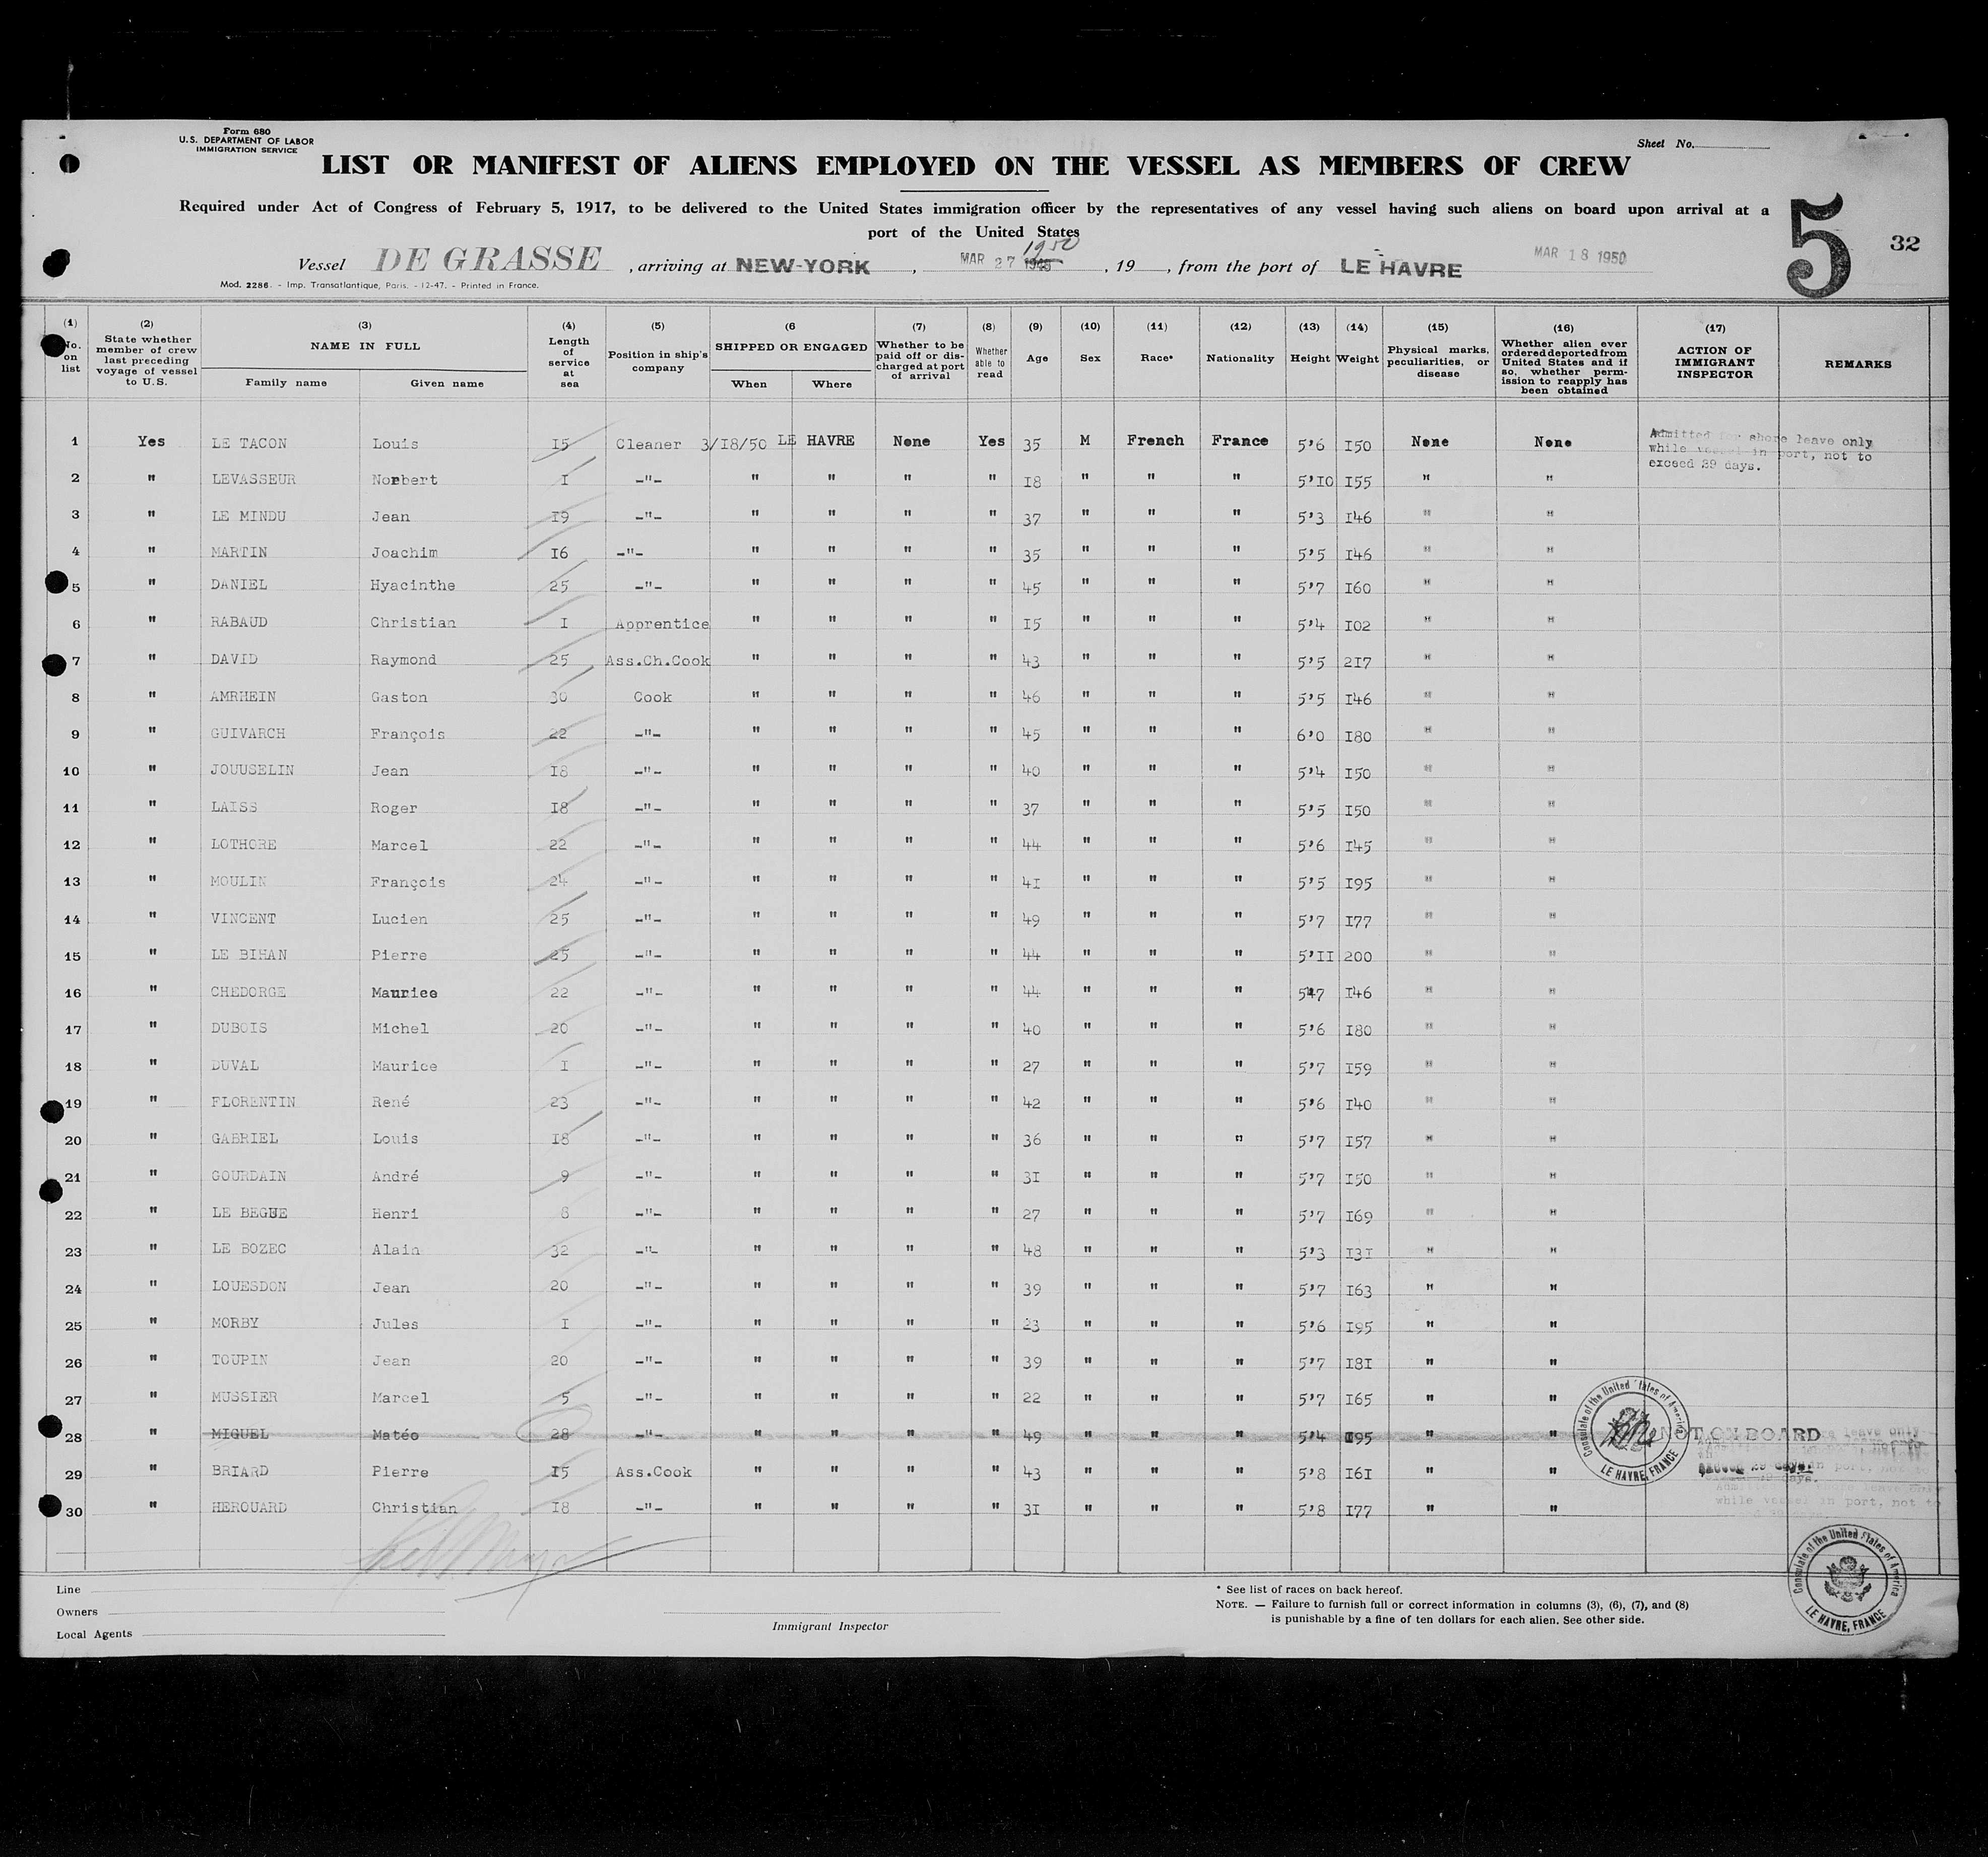 Form 680
U.S. DEPARTMENT OF LABOR
IMMIGRATION SERVICE
Sheet No.
LIST OR MANIFEST OF ALIENS EMPLOYED ON THE VESSEL AS MEMBERS OF CREW
Required under Act of Congress of February 5, 1917, to be delivered to the United States immigration officer by the representatives of any vessel having such aliens on board upon arrival at a
port of the United States
5 32
Vessel DE GRASSE, arriving at NEW-YORK, MAR 27 1950, 19, from the port of LE HAVRE MAR 18 1950
Mod. 2286. - Imp. Transatlantique, Paris. - 12-47. - Printed in France.
(1) No. on list
(2) State whether member of crew last preceding voyage of vessel to U.S.
(3) NAME IN FULL Family name Given name
(4) Length of service at sea
(5) Position in ship's company
(6 SHIPPED OR ENGAGED When Where
(7) Whether to be paid off or discharged at port of arrival
(8) Whether able to read
(9) Age
(10) Sex
(11) Race*
(12) Nationality
(13) Height
(14) Weight
(15) Physical marks, peculiarities, or disease
(16) Whether alien ever ordered deported from United States and if so, whether permission to reapply has been obtained
(17) ACTION OF IMMIGRANT INSPECTOR
REMARKS
1 Yes LE TACON Louis 15 Cleaner 3/18/50 LE HAVRE None Yes 35 M French France 5'6 150 None None Admitted for shore leave only while vessel in port, not to exceed 29 days.
2 " LEVASSEUR Norbert I -"- " " " " 18 " " " 5'10 155 " "
3 " LE MINDU Jean 19 -"- " " " " 37 " " " 5'3 146 " "
4 " MARTIN Joachim 16 -"- " " " " 35 " " " 5'5 146 " "
5 " DANIEL Hyacinthe 25 -"- " " " " 45 " " " 5'7 160 " "
6 " RABAUD Christian I Apprentice " " " " 15 " " " 5'4 102 " "
7 " DAVID Raymond 25 Ass.Ch.Cook " " " " 43 " " " 5'5 217 " "
8 " AMRHEIN Gaston 30 Cook " " " " 46 " " " 5'5 146 " "
9 " GUIVARCH François 22 -"- " " " " 45 " " " 6'0 180 " "
10 " JOUUSELIN Jean 18 -"- " " " " 40 " " " 5'4 150 " "
11 " LAISS Roger 18 -"- " " " " 37 " " " 5'5 150 " "
12 " LOTHORE Marcel 22 -"- " " " " 44 " " " 5'6 145 " "
13 " MOULIN François 24 -"- " " " " 41 " " " 5'5 195 " "
14 " VINCENT Lucien 25 -"- " " " " 49 " " " 5'7 177 " "
15 " LE BIHAN Pierre 25 -"- " " " " 44 " " " 5'11 200 " "
16 " CHEDORGE Maurice 22 -"- " " " " 44 " " " 5'7 146 " "
17 " DUBOIS Michel 20 -"- " " " " 40 " " " 5'6 180 " "
18 " DUVAL Maurice I -"- " " " " 27 " " " 5'7 159 " "
19 " FLORENTIN René 23 -"- " " " " 42 " " " 5'6 140 " "
20 " GABRIEL Louis 18 -"- " " " " 36 " " " 5'7 157 " "
21 " GOURDAIN André 9 -"- " " " " 31 " " " 5'7 150 " "
22 " LE BEGUE Henri 8 -"- " " " " 27 " " " 5'7 169 " "
23 " LE BOZEC Alain 32 -"- " " " " 48 " " " 5'3 131 " "
24 " LOUESDON Jean 20 -"- " " " " 39 " " " 5'7 163 " "
25 " MORBY Jules I -"- " " " " 23 " " " 5'6 195 " "
26 " TOUPIN Jean 20 -"- " " " " 39 " " " 5'7 181 " "
27 " MUSSIER Marcel 5 -"- " " " " 22 " " " 5'7 165 " "
28 " MIGUEL Matéo 28 -"- " " " " 49 " " " 5'4 195 " " NOT ON BOARD
29 " BRIARD Pierre 15 Ass.Cook " " " " 43 " " " 5'8 161 " "
30 " HEROUARD Christian 18 -"- " " " " 31 " " " 5'8 177 " " while vessel in port, not to
Consulate of the United States of America LE HAVRE, FRANCE
Consulate of the United States of America LE HAVRE, FRANCE
Line
Owners
Local Agents
Immigrant Inspector
* See list of races on back hereof.
NOTE. — Failure to furnish full or correct information in columns (3), (6), (7), and (8)
is punishable by a fine of ten dollars for each alien. See other side.